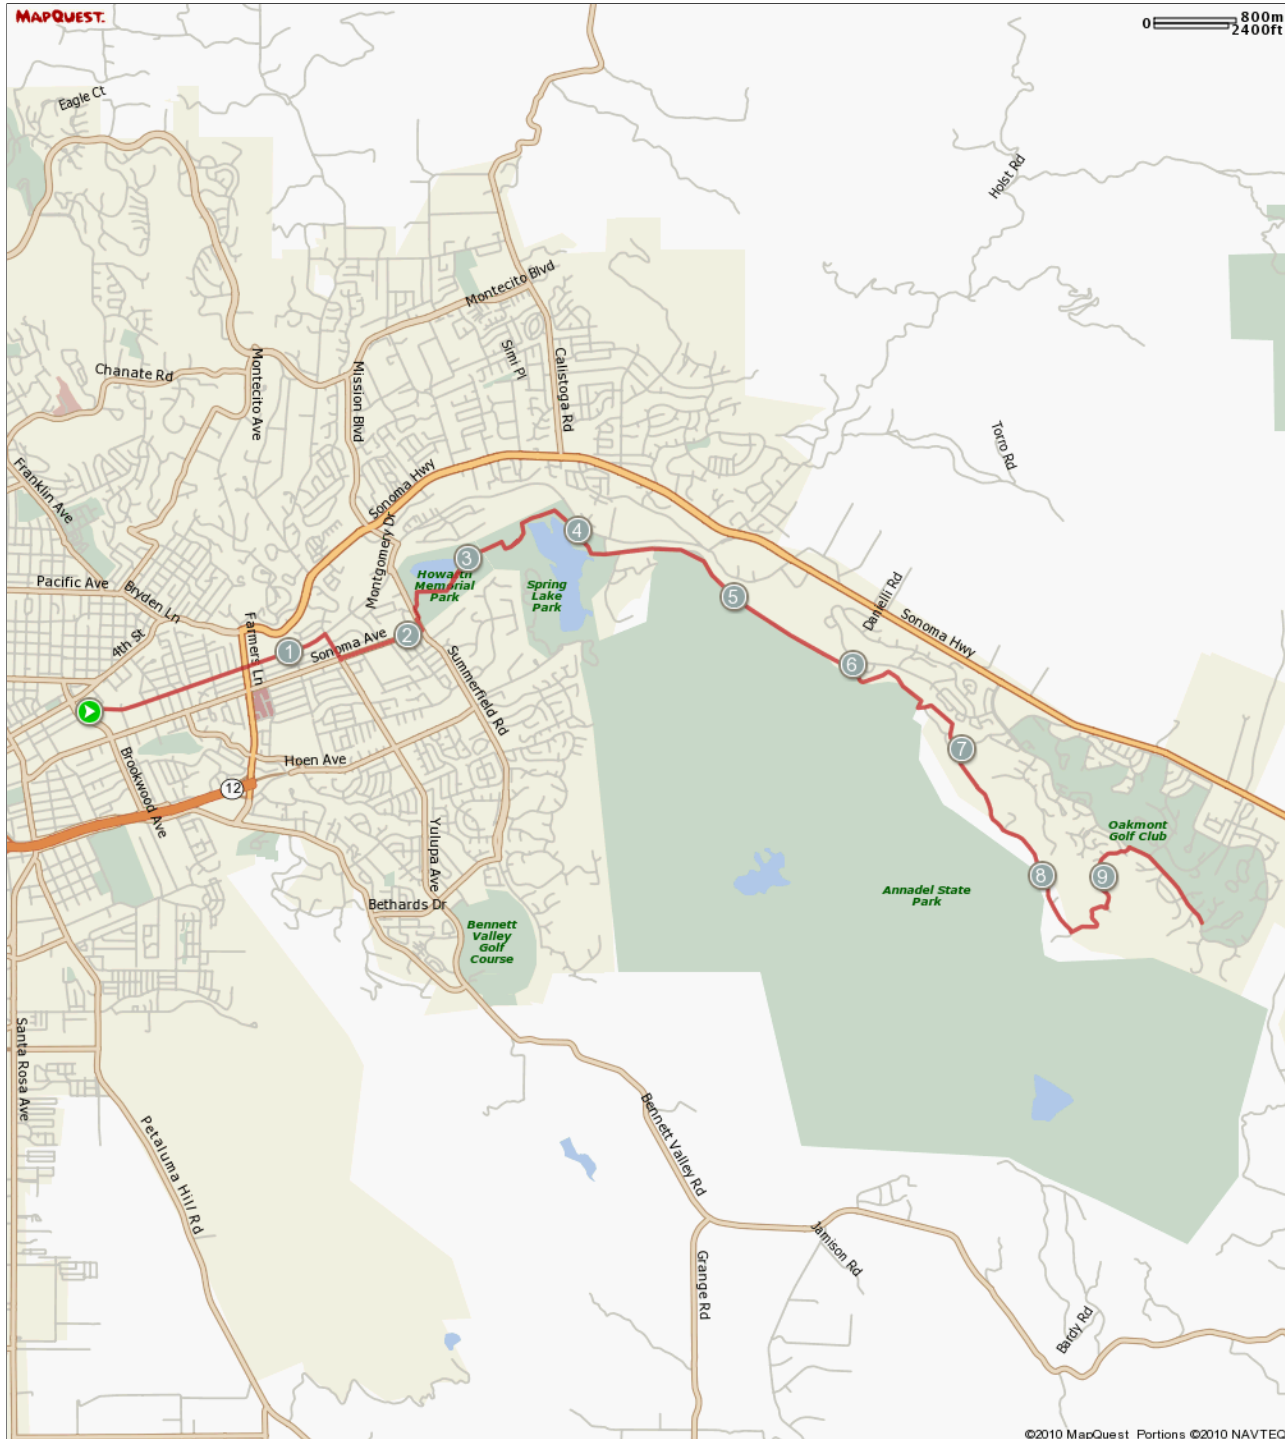 MAPQUEST.
0 800m
2400ft
Eagle Ct
Holst Rd
Montecito Blvd
Simi Pl
Calistoga Rd
Chanate Rd
Montecito Ave
Mission Blvd
Torro Rd
Franklin Ave
Sonoma Hwy
Montgomery Dr
4
3
Howarth
Memorial
Park
Spring
Lake
Park
5
Pacific Ave
Bryden Ln
4th St
Farmers Ln
1
Sonoma Ave
2
Danielli Rd
Sonoma Hwy
6
Summerfield Rd
7
Hoen Ave
Brookwood Ave
12
Yulupa Ave
Oakmont
Golf Club
8
9
Annadel State
Park
Bethards Dr
Bennett
Valley
Golf
Course
Santa Rosa Ave
Petaluma Hill Rd
Bennett Valley Rd
Grange Rd
Jamison Rd
Bardy Rd
©2010 MapQuest Portions ©2010 NAVTEQ